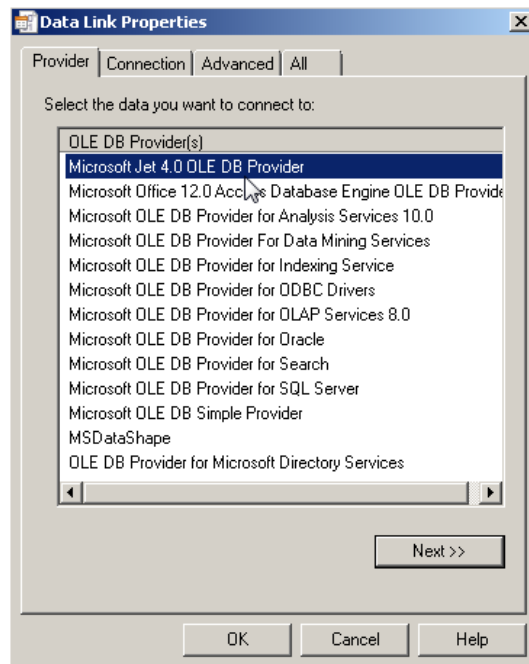 Data Link Properties
Provider Connection Advanced All
Select the data you want to connect to:
OLE DB Provider(s)
Microsoft Jet 4.0 OLE DB Provider
Microsoft Office 12.0 Access Database Engine OLE DB Provide
Microsoft OLE DB Provider for Analysis Services 10.0
Microsoft OLE DB Provider For Data Mining Services
Microsoft OLE DB Provider for Indexing Service
Microsoft OLE DB Provider for ODBC Drivers
Microsoft OLE DB Provider for OLAP Services 8.0
Microsoft OLE DB Provider for Oracle
Microsoft OLE DB Provider for Search
Microsoft OLE DB Provider for SQL Server
Microsoft OLE DB Simple Provider
MSDataShape
OLE DB Provider for Microsoft Directory Services
Next >>
OK Cancel Help